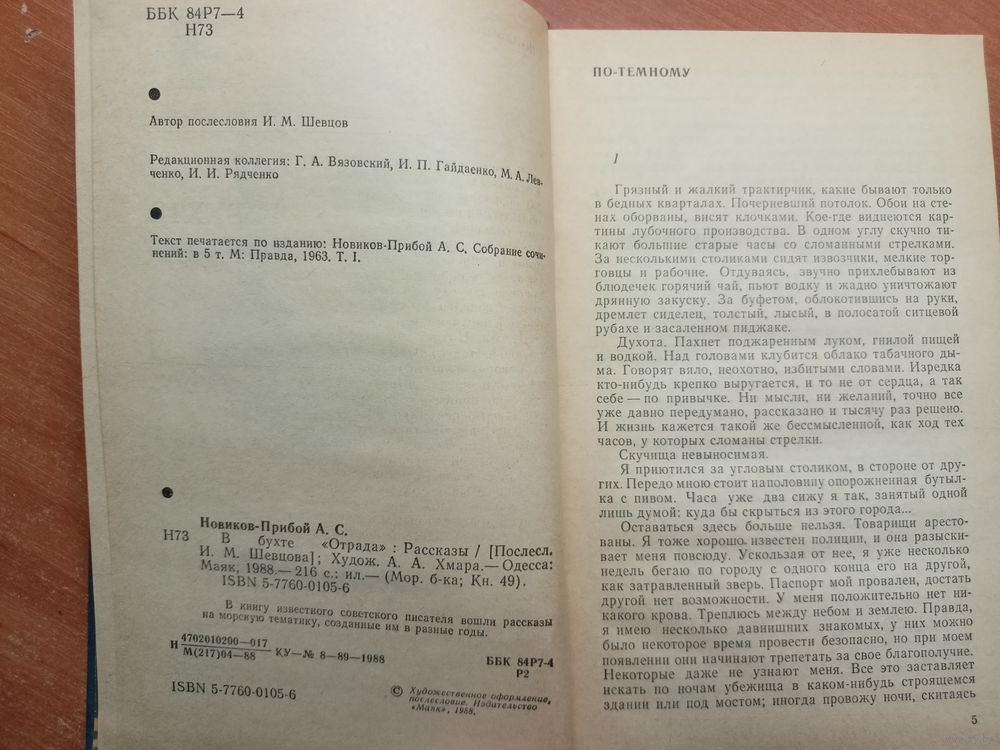 ББК 84Р7—4
Н73
Автор послесловия И. М. Шевцов
Редакционная коллегия: Г. А. Вязовский, И. П. Гайдаенко, М. А. Лев-
ченко, И. И. Рядченко
Текст печатается по изданию: Новиков-Прибой А. С. Собрание сочи-
нений: в 5 т. М: Правда, 1963. Т. I.
Новиков-Прибой А. С.
Н73 В бухте «Отрада» : Рассказы / [Послесл.
И. М. Шевцова]; Худож. А. А. Хмара.— Одесса:
Маяк, 1988.— 216 с.: ил.— (Мор. б-ка; Кн. 49).
ISBN 5-7760-0105-6
В книгу известного советского писателя вошли рассказы
на морскую тематику, созданные им в разные годы.
Н 4702010200—017
М(217)04—88 КУ—№ 8—89—1988
ББК 84Р7-4
Р2
ISBN 5-7760-0105-6
© Художественное оформление,
послесловие. Издательство
«Маяк», 1988.
ПО-ТЕМНОМУ
I
Грязный и жалкий трактирчик, какие бывают только
в бедных кварталах. Почерневший потолок. Обои на сте-
нах оборваны, висят клочками. Кое-где виднеются кар-
тины лубочного производства. В одном углу скучно ти-
кают большие старые часы со сломанными стрелками.
За несколькими столиками сидят извозчики, мелкие тор-
говцы и рабочие. Отдуваясь, звучно прихлебывают из
блюдечек горячий чай, пьют водку и жадно уничтожают
дрянную закуску. За буфетом, облокотившись на руки,
дремлет сиделец, толстый, лысый, в полосатой ситцевой
рубахе и засаленном пиджаке.
Духота. Пахнет поджаренным луком, гнилой пищей
и водкой. Над головами клубится облако табачного ды-
ма. Говорят вяло, неохотно, избитыми словами. Изредка
кто-нибудь крепко выругается, и то не от сердца, а так
себе — по привычке. Ни мысли, ни желаний, точно все
уже давно передумано, рассказано и тысячу раз решено.
И жизнь кажется такой же бессмысленной, как ход тех
часов, у которых сломаны стрелки.
Скучища невыносимая.
Я приютился за угловым столиком, в стороне от дру-
гих. Передо мною стоит наполовину опорожненная бутыл-
ка с пивом. Часа уже два сижу я так, занятый одной
лишь думой: куда бы скрыться из этого города...
Оставаться здесь больше нельзя. Товарищи аресто-
ваны. Я тоже хорошо известен полиции, и она разыски-
вает меня повсюду. Ускользая от нее, я уже несколько
недель бегаю по городу с одного конца его на другой,
как затравленный зверь. Паспорт мой провален, достать
другой нет возможности. У меня положительно нет ни-
какого крова. Треплюсь между небом и землею. Правда,
я имею несколько давнишних знакомых, у них можно
было некоторое время провести безопасно, но при моем
появлении они начинают трепетать за свое благополучие.
Некоторые даже не узнают меня. Все это заставляет
искать по ночам убежища в каком-нибудь строящемся
здании или под мостом; иногда провожу ночи, скитаясь
5